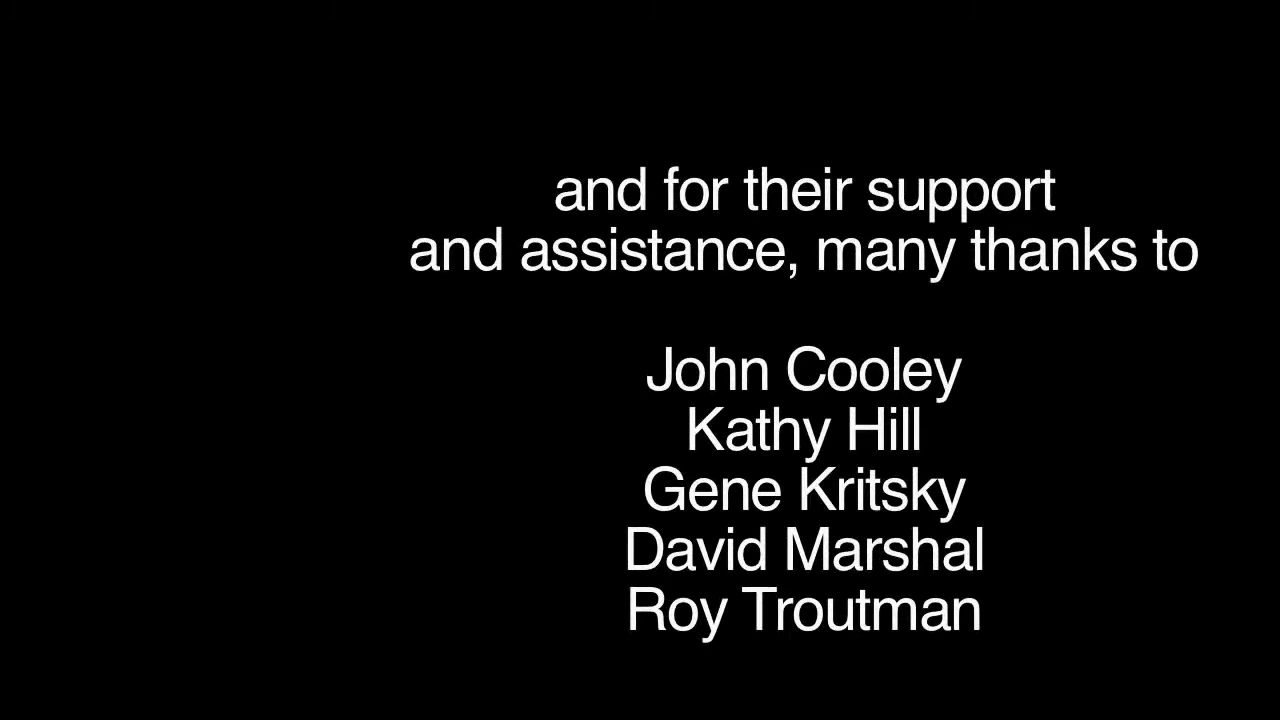 and for their support
and assistance, many thanks to
John Cooley
Kathy Hill
Gene Kritsky
David Marshal
Roy Troutman